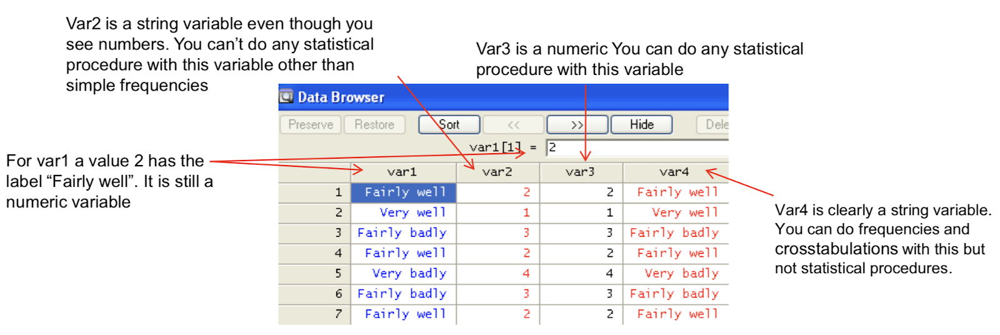 Var2 is a string variable even though you
see numbers. You can’t do any statistical
procedure with this variable other than
simple frequencies
Var3 is a numeric You can do any statistical
procedure with this variable
Data Browser
Preserve Restore Sort << >> Hide Dele
var1[1] = 2
For var1 a value 2 has the
label “Fairly well”. It is still a
numeric variable
var1 var2 var3 var4
1 Fairly well 2 2 Fairly well
2 Very well 1 1 Very well
3 Fairly badly 3 3 Fairly badly
4 Fairly well 2 2 Fairly well
5 Very badly 4 4 Very badly
6 Fairly badly 3 3 Fairly badly
7 Fairly well 2 2 Fairly well
Var4 is clearly a string variable.
You can do frequencies and
crosstabulations with this but
not statistical procedures.